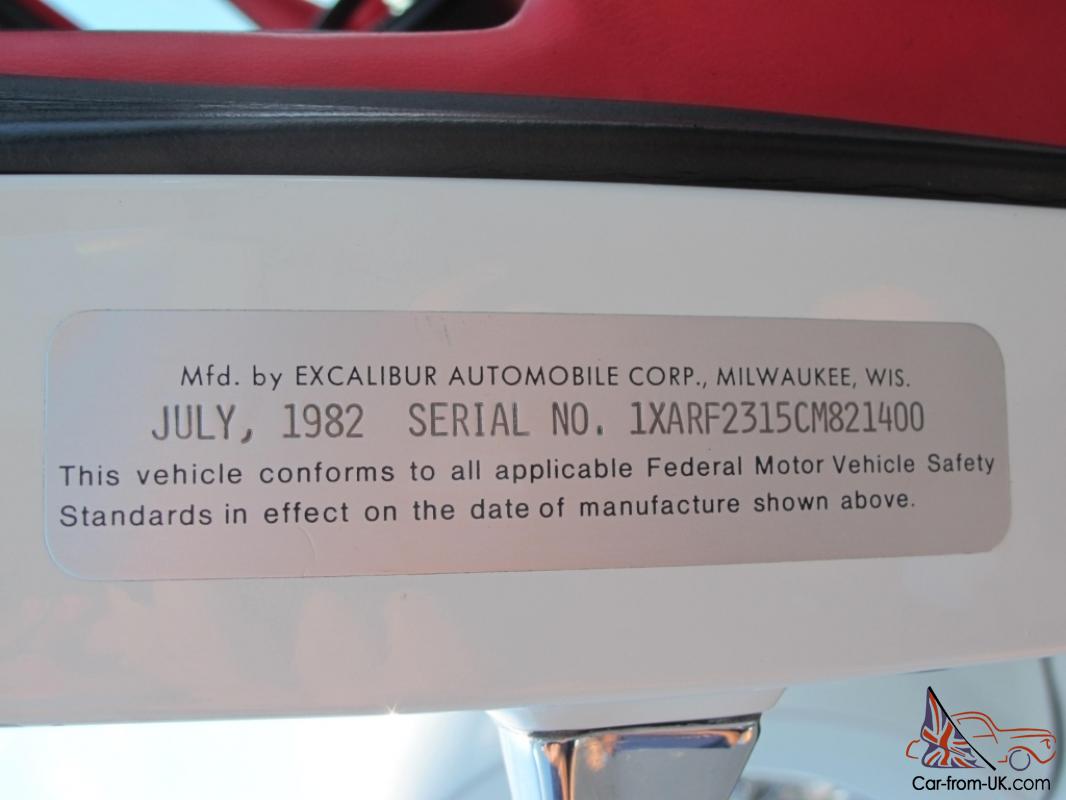 Mfd. by EXCALIBUR AUTOMOBILE CORP., MILWAUKEE, WIS.
JULY, 1982 SERIAL NO. 1XARF2315CM821400
This vehicle conforms to all applicable Federal Motor Vehicle Safety
Standards in effect on the date of manufacture shown above.
Car-from-UK.com